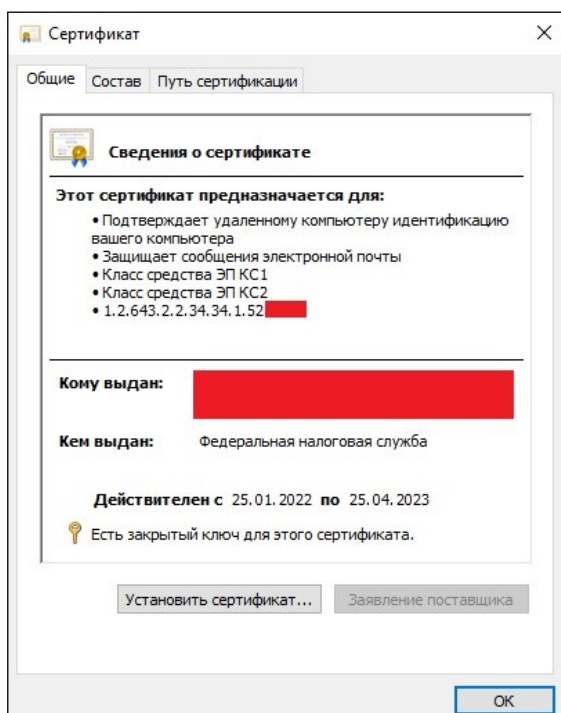 Сертификат
Общие Состав Путь сертификации
Сведения о сертификате
Этот сертификат предназначается для:
• Подтверждает удаленному компьютеру идентификацию
вашего компьютера
• Защищает сообщения электронной почты
• Класс средства ЭП КС1
• Класс средства ЭП КС2
• 1.2.643.2.2.34.34.1.52
Кому выдан:
Кем выдан: Федеральная налоговая служба
Действителен с 25.01.2022 по 25.04.2023
Есть закрытый ключ для этого сертификата.
Установить сертификат... Заявление поставщика
ОК